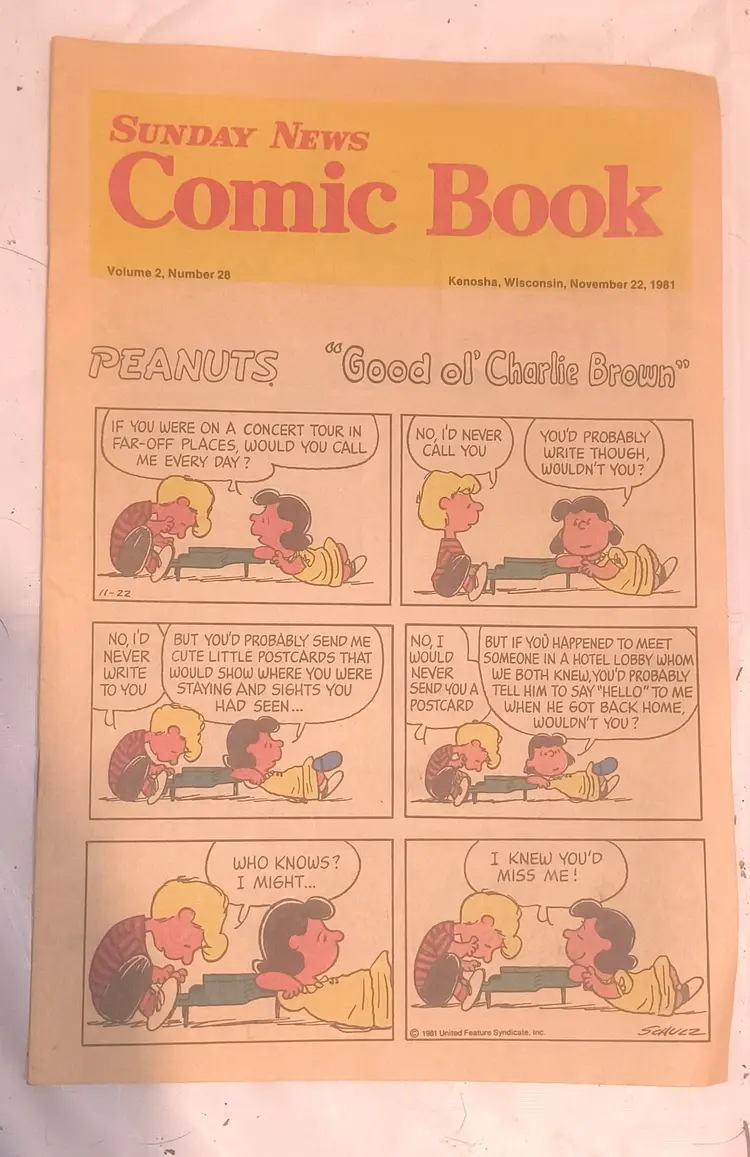 SUNDAY NEWS
Comic Book
Volume 2, Number 28
Kenosha, Wisconsin, November 22, 1981
PEANUTS
"Good ol' Charlie Brown"
IF YOU WERE ON A CONCERT TOUR IN
FAR-OFF PLACES, WOULD YOU CALL
ME EVERY DAY?
11-22
NO, I'D NEVER
CALL YOU
YOU'D PROBABLY
WRITE THOUGH,
WOULDN'T YOU?
NO, I'D
NEVER
WRITE
TO YOU
BUT YOU'D PROBABLY SEND ME
CUTE LITTLE POSTCARDS THAT
WOULD SHOW WHERE YOU WERE
STAYING AND SIGHTS YOU
HAD SEEN...
NO, I
WOULD
NEVER
SEND YOU A
POSTCARD
BUT IF YOU HAPPENED TO MEET
SOMEONE IN A HOTEL LOBBY WHOM
WE BOTH KNEW, YOU'D PROBABLY
TELL HIM TO SAY "HELLO" TO ME
WHEN HE GOT BACK HOME,
WOULDN'T YOU?
WHO KNOWS?
I MIGHT...
I KNEW YOU'D
MISS ME!
© 1981 United Feature Syndicate, Inc.
SCHULZ